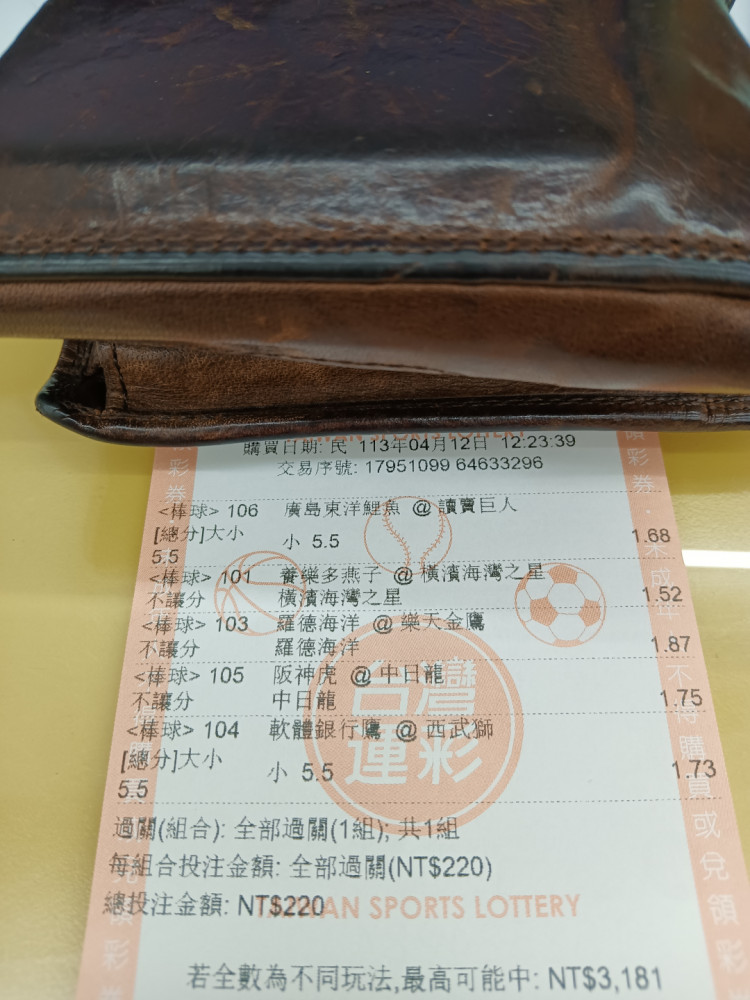 購買日期: 民 113年04月12日 12:23:39
交易序號: 17951099 64633296
<棒球> 106 廣島東洋鯉魚 @ 讀賣巨人
[總分]大小 小 5.5 1.68
5.5
<棒球> 101 養樂多燕子 @ 橫濱海灣之星
不讓分 橫濱海灣之星 1.52
<棒球> 103 羅德海洋 @ 樂天金鷹
不讓分 羅德海洋 1.87
<棒球> 105 阪神虎 @ 中日龍
不讓分 中日龍 1.75
<棒球> 104 軟體銀行鷹 @ 西武獅
[總分]大小 小 5.5 1.73
5.5
台灣
運彩
過關(組合): 全部過關(1組); 共1組
每組合投注金額: 全部過關(NT$220)
總投注金額: NT$220
TAIWAN SPORTS LOTTERY
若全數為不同玩法,最高可能中: NT$3,181